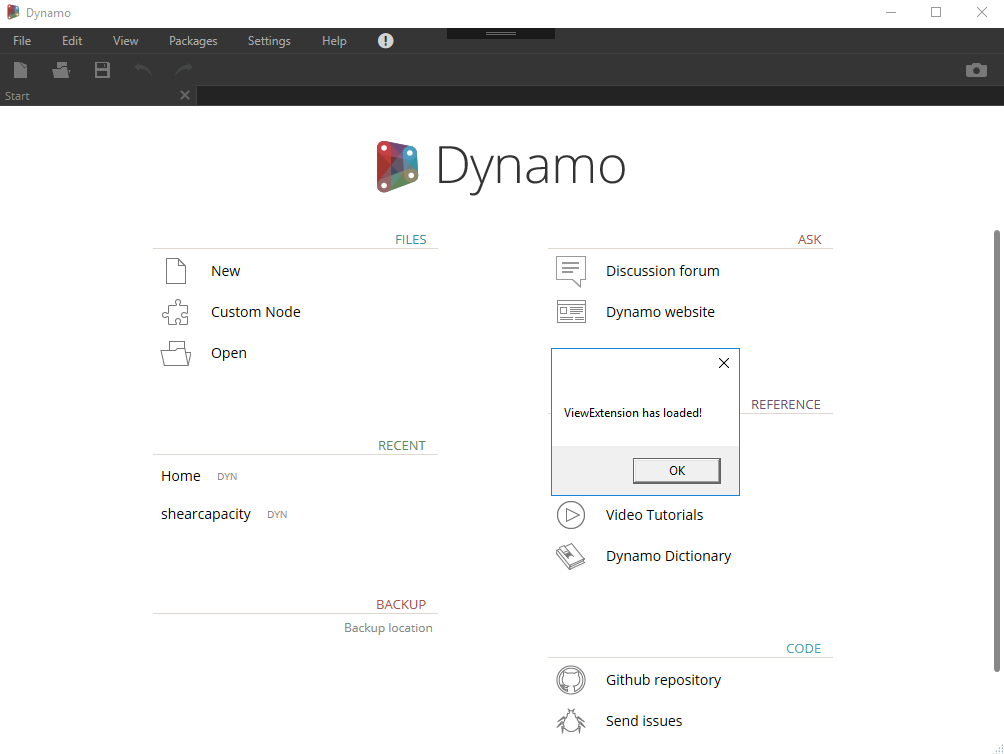 Dynamo
File Edit View Packages Settings Help
Start
Dynamo
FILES
New
Custom Node
Open
RECENT
Home DYN
shearcapacity DYN
BACKUP
Backup location
ASK
Discussion forum
Dynamo website
REFERENCE
ViewExtension has loaded!
OK
Video Tutorials
Dynamo Dictionary
CODE
Github repository
Send issues